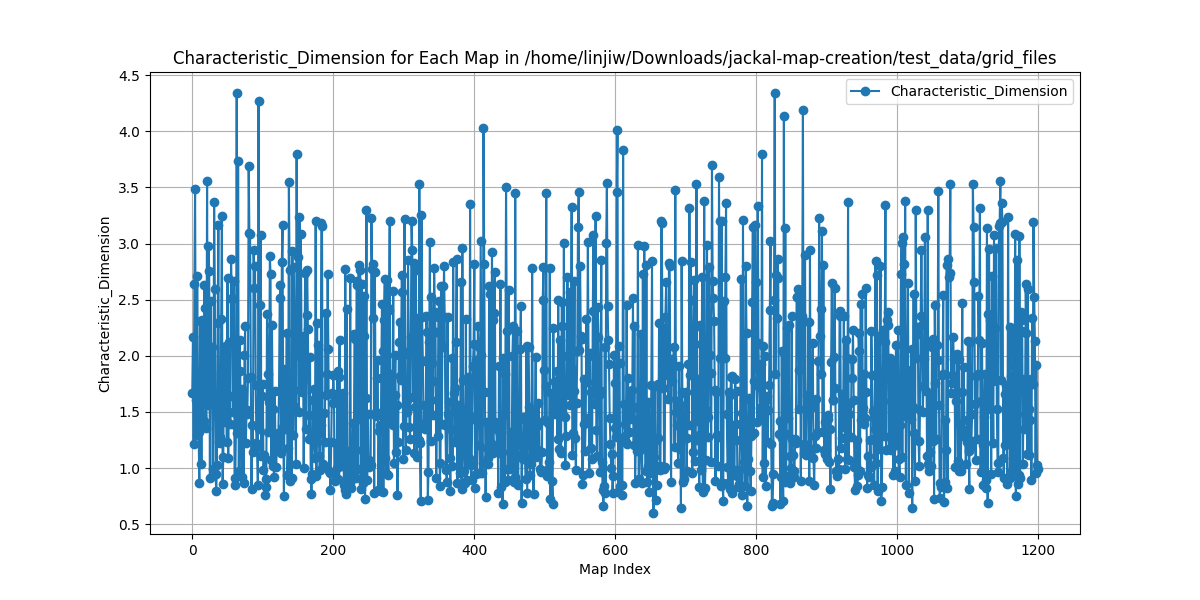 Characteristic_Dimension for Each Map in /home/linjiw/Downloads/jackal-map-creation/test_data/grid_files
Characteristic_Dimension
4.5
4.0
3.5
3.0
2.5
2.0
1.5
1.0
0.5
Characteristic_Dimension
0 200 400 600 800 1000 1200
Map Index